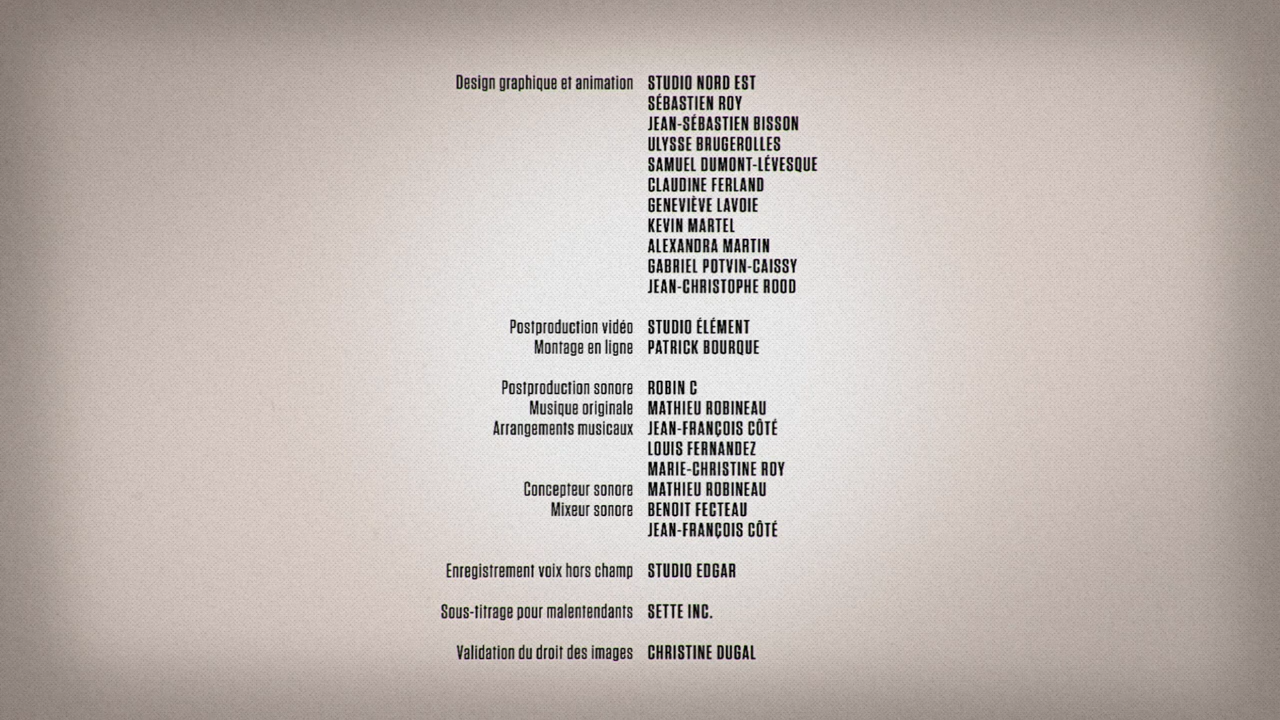 Design graphique et animation STUDIO NORD EST
SÉBASTIEN ROY
JEAN-SÉBASTIEN BISSON
ULYSSE BRUGEROLLES
SAMUEL DUMONT-LÉVESQUE
CLAUDINE FERLAND
GENEVIÈVE LAVOIE
KEVIN MARTEL
ALEXANDRA MARTIN
GABRIEL POTVIN-CAISSY
JEAN-CHRISTOPHE ROOD
Postproduction vidéo STUDIO ÉLÉMENT
Montage en ligne PATRICK BOURQUE
Postproduction sonore ROBIN C
Musique originale MATHIEU ROBINEAU
Arrangements musicaux JEAN-FRANÇOIS CÔTÉ
LOUIS FERNANDEZ
MARIE-CHRISTINE ROY
Concepteur sonore MATHIEU ROBINEAU
Mixeur sonore BENOIT FECTEAU
JEAN-FRANÇOIS CÔTÉ
Enregistrement voix hors champ STUDIO EDGAR
Sous-titrage pour malentendants SETTE INC.
Validation du droit des images CHRISTINE DUGAL